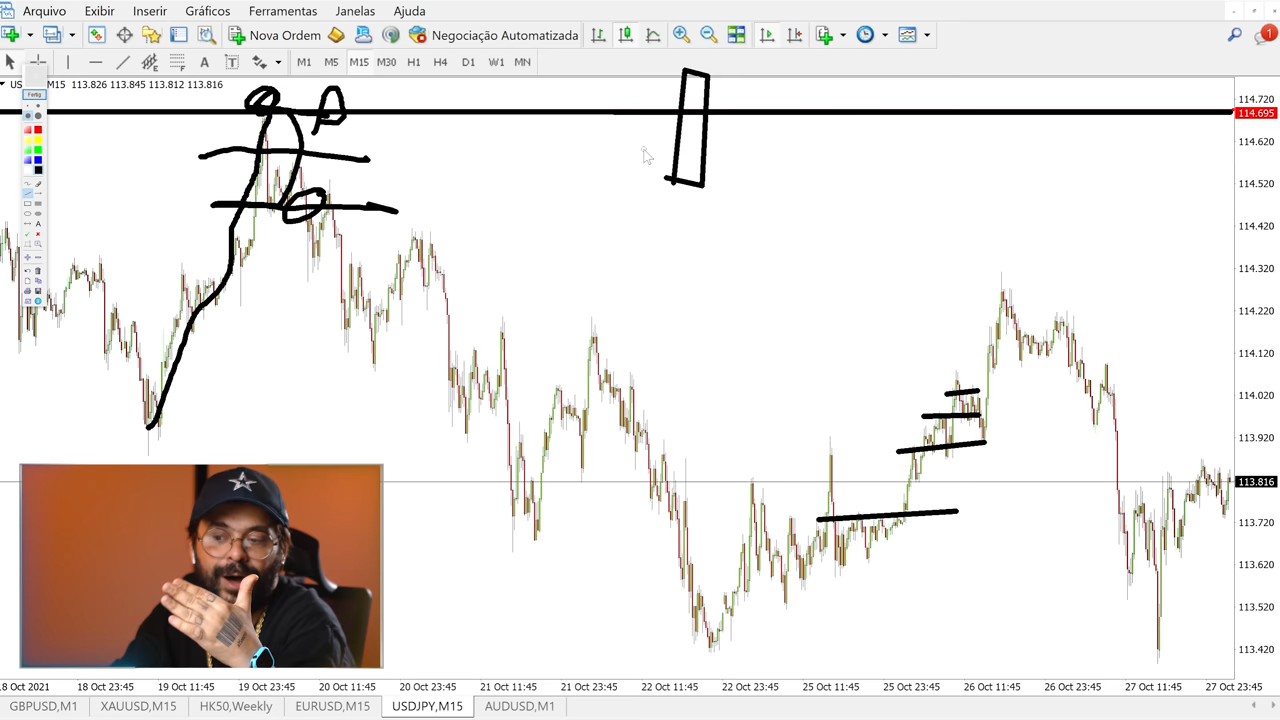 Arquivo Exibir Inserir Gráficos Ferramentas Janelas Ajuda
Nova Ordem Negociação Automatizada
M1 M5 M15 M30 H1 H4 D1 W1 MN
M15 113.826 113.845 113.812 113.816
Fertig
114.720
114.695
114.620
114.520
114.420
114.320
114.220
114.120
114.020
113.920
113.816
113.720
113.620
113.520
113.420
8 Oct 2021 18 Oct 23:45 19 Oct 11:45 19 Oct 23:45 20 Oct 11:45 20 Oct 23:45 21 Oct 11:45 21 Oct 23:45 22 Oct 11:45 22 Oct 23:45 25 Oct 11:45 25 Oct 23:45 26 Oct 11:45 26 Oct 23:45 27 Oct 11:45 27 Oct 23:45
GBPUSD,M1 XAUUSD,M15 HK50,Weekly EURUSD,M15 USDJPY,M15 AUDUSD,M1